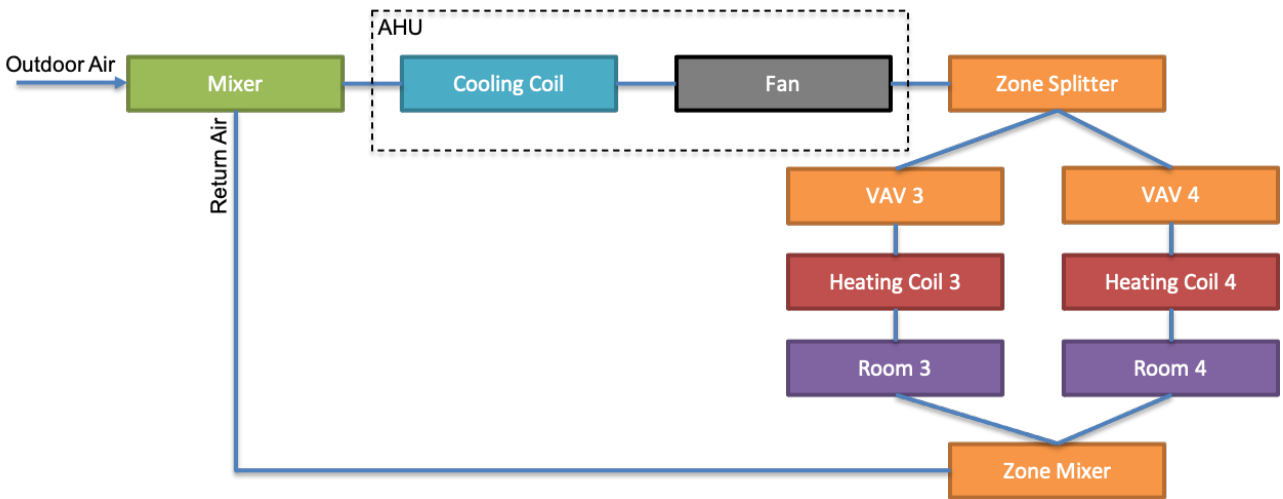 AHU
Outdoor Air
Mixer
Cooling Coil
Fan
Zone Splitter
Return Air
VAV 3
VAV 4
Heating Coil 3
Heating Coil 4
Room 3
Room 4
Zone Mixer